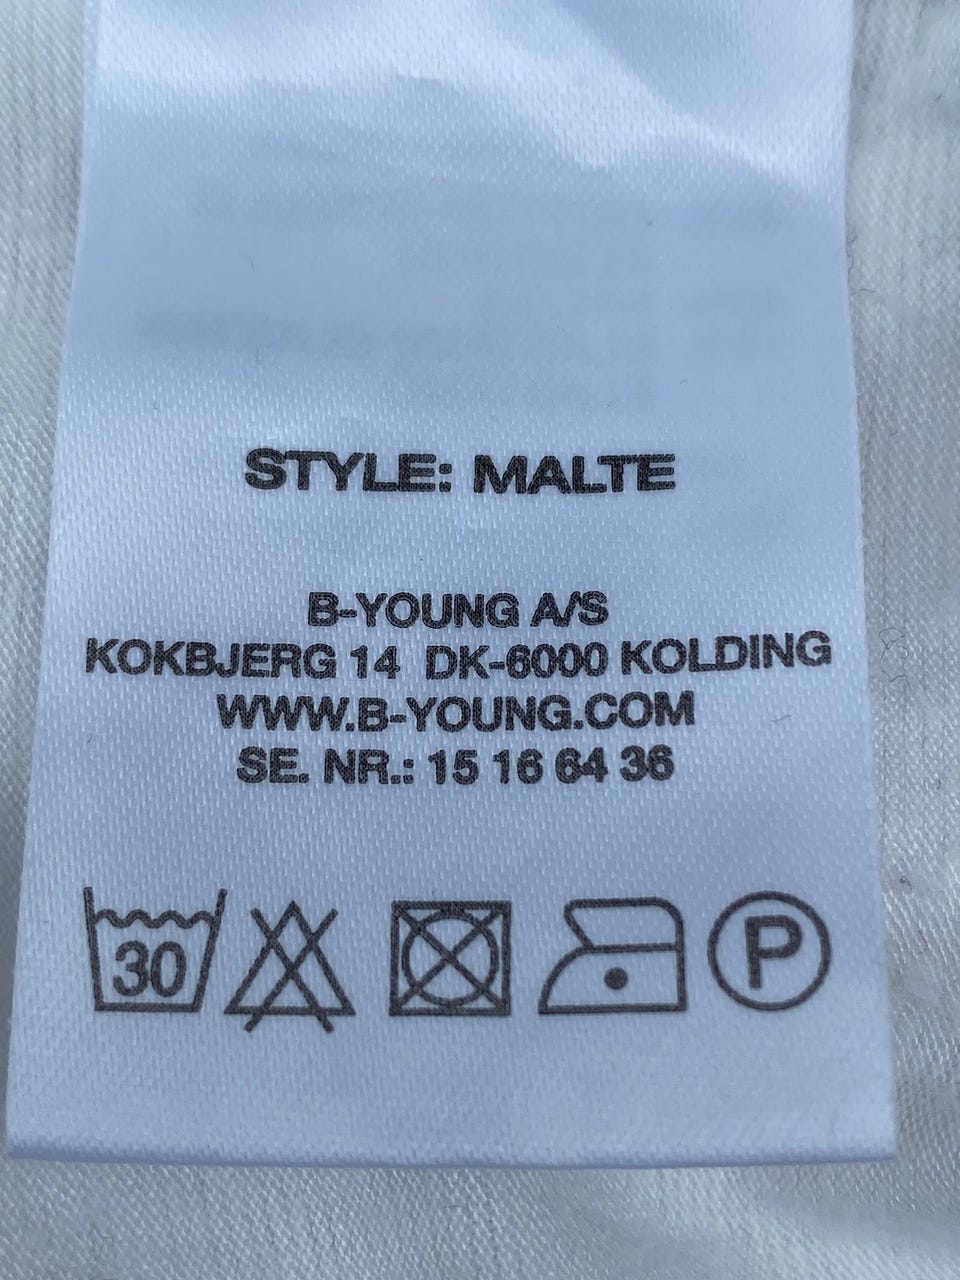 STYLE: MALTE
B-YOUNG A/S
KOKBJERG 14 DK-6000 KOLDING
WWW.B-YOUNG.COM
SE. NR.: 15 16 64 36
30 P